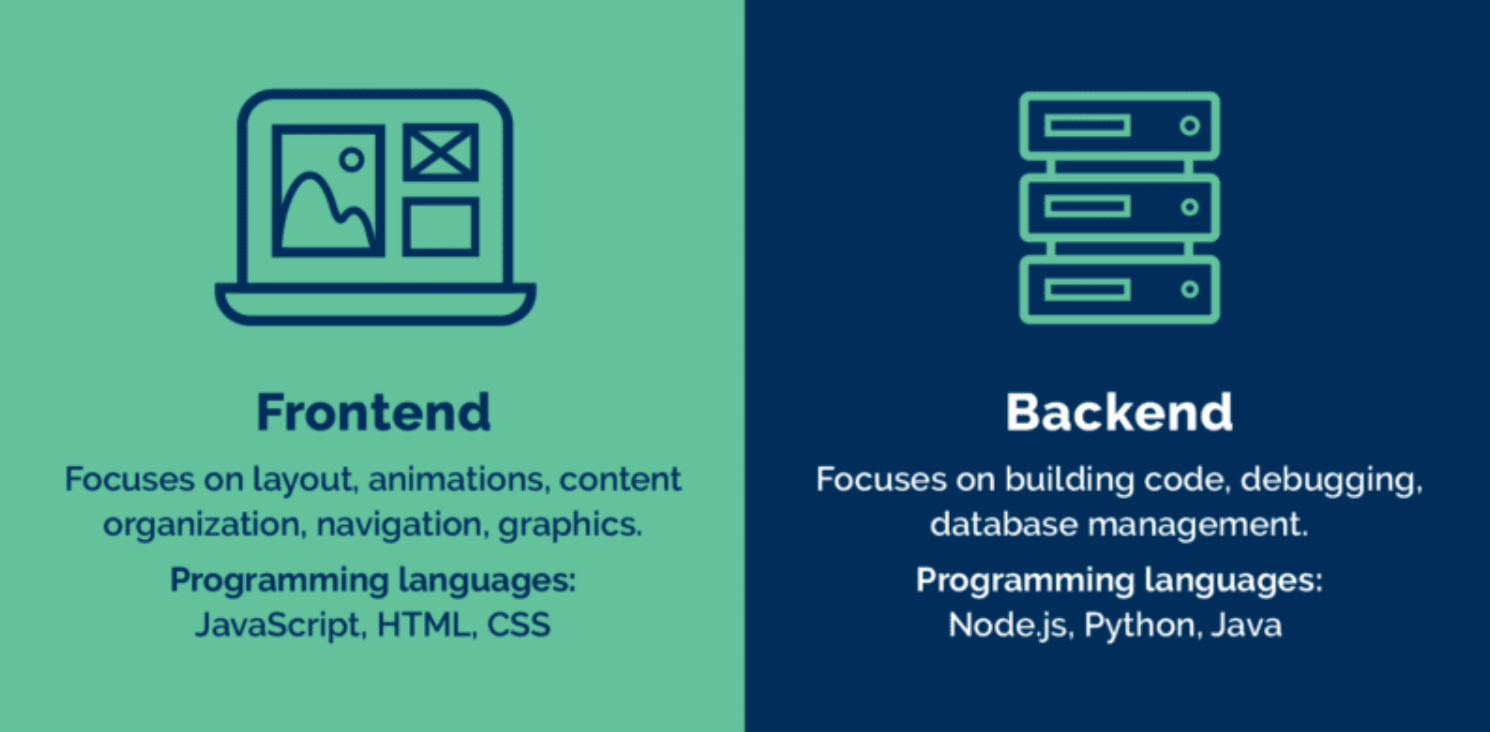 Frontend
Focuses on layout, animations, content
organization, navigation, graphics.
Programming languages:
JavaScript, HTML, CSS
Backend
Focuses on building code, debugging,
database management.
Programming languages:
Node.js, Python, Java